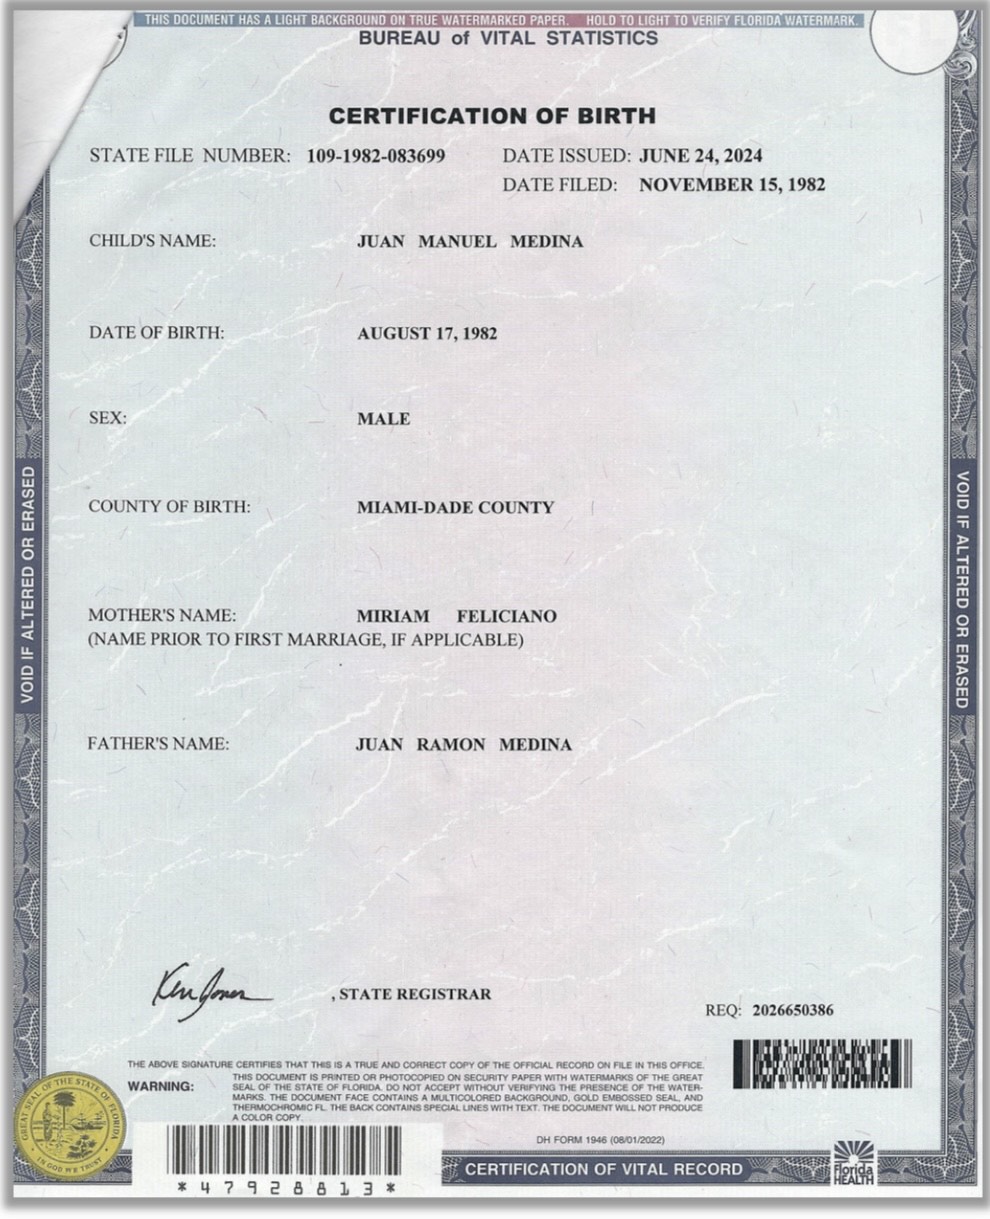 THIS DOCUMENT HAS A LIGHT BACKGROUND ON TRUE WATERMARKED PAPER. HOLD TO LIGHT TO VERIFY FLORIDA WATERMARK.
BUREAU of VITAL STATISTICS
CERTIFICATION OF BIRTH
STATE FILE NUMBER: 109-1982-083699 DATE ISSUED: JUNE 24, 2024
DATE FILED: NOVEMBER 15, 1982
CHILD'S NAME: JUAN MANUEL MEDINA
DATE OF BIRTH: AUGUST 17, 1982
SEX: MALE
COUNTY OF BIRTH: MIAMI-DADE COUNTY
VOID IF ALTERED OR ERASED
VOID IF ALTERED OR ERASED
MOTHER'S NAME: MIRIAM FELICIANO
(NAME PRIOR TO FIRST MARRIAGE, IF APPLICABLE)
FATHER'S NAME: JUAN RAMON MEDINA
Ken Jones , STATE REGISTRAR
REQ: 2026650386
THE ABOVE SIGNATURE CERTIFIES THAT THIS IS A TRUE AND CORRECT COPY OF THE OFFICIAL RECORD ON FILE IN THIS OFFICE.
WARNING: THIS DOCUMENT IS PRINTED OR PHOTOCOPIED ON SECURITY PAPER WITH WATERMARKS OF THE GREAT
SEAL OF THE STATE OF FLORIDA. DO NOT ACCEPT WITHOUT VERIFYING THE PRESENCE OF THE WATER-
MARKS. THE DOCUMENT FACE CONTAINS A MULTICOLORED BACKGROUND, GOLD EMBOSSED SEAL, AND
THERMOCHROMIC FL. THE BACK CONTAINS SPECIAL LINES WITH TEXT. THE DOCUMENT WILL NOT PRODUCE
A COLOR COPY.
GREAT SEAL OF THE STATE OF FLORIDA
IN GOD WE TRUST
DH FORM 1946 (08/01/2022)
CERTIFICATION OF VITAL RECORD
Florida
HEALTH
*47928813*